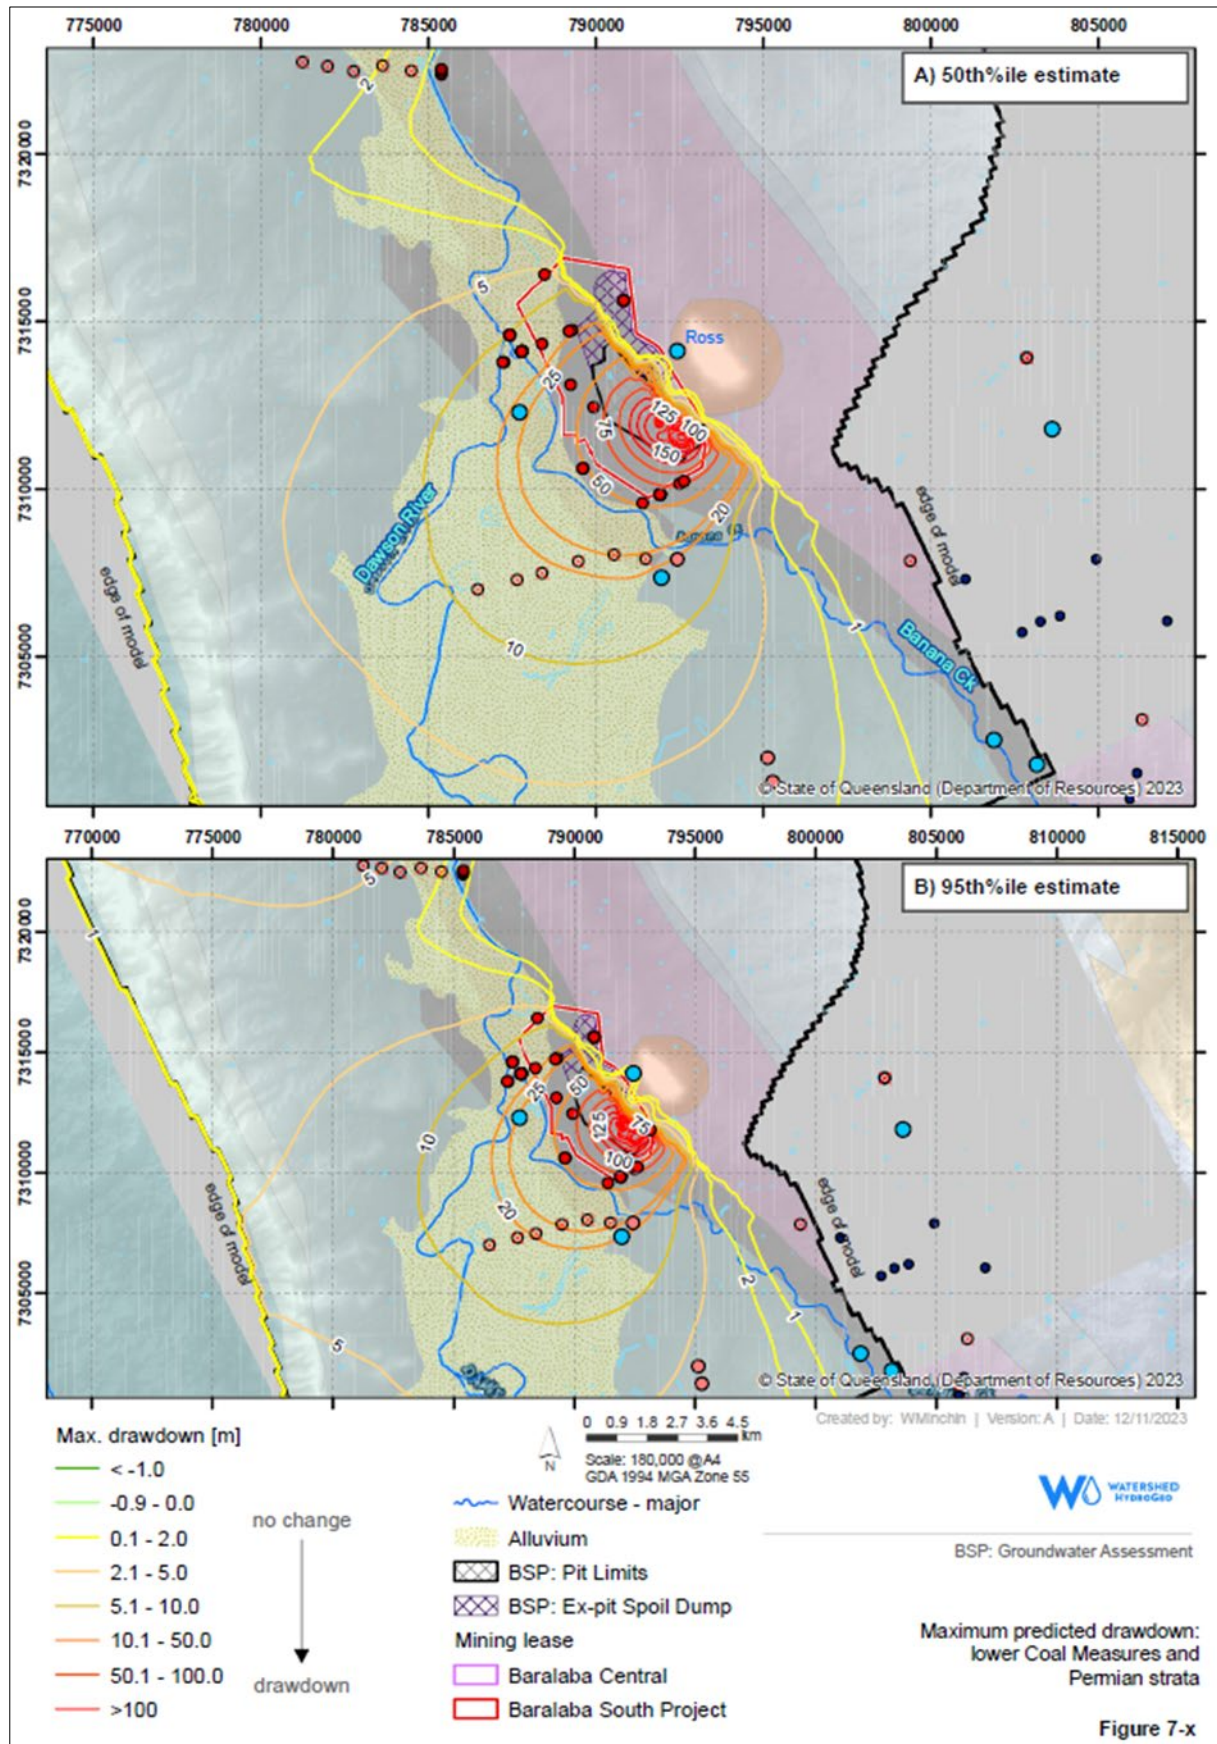 775000 780000 785000 790000 795000 800000 805000
A) 50th%ile estimate
7320000
7315000
7310000
7305000
2
5
Ross
25
125
100
75
150
50
20
Dawson River
edge of model
edge of model
1
Banana Ck
10
© State of Queensland (Department of Resources) 2023
770000 775000 780000 785000 790000 795000 800000 805000 810000 815000
B) 95th%ile estimate
7320000
7315000
7310000
7305000
5
1
50
25
125
75
10
100
20
edge of model
edge of model
2
1
5
© State of Queensland (Department of Resources) 2023
Created by: WMinchin | Version: A | Date: 12/11/2023
Max. drawdown [m]
< -1.0
-0.9 - 0.0
0.1 - 2.0
2.1 - 5.0
5.1 - 10.0
10.1 - 50.0
50.1 - 100.0
>100
no change
drawdown
N
0 0.9 1.8 2.7 3.6 4.5
km
Scale: 180,000 @A4
GDA 1994 MGA Zone 55
Watercourse - major
Alluvium
BSP: Pit Limits
BSP: Ex-pit Spoil Dump
Mining lease
Baralaba Central
Baralaba South Project
WATERSHED
HYDROGEO
BSP: Groundwater Assessment
Maximum predicted drawdown:
lower Coal Measures and
Permian strata
Figure 7-x